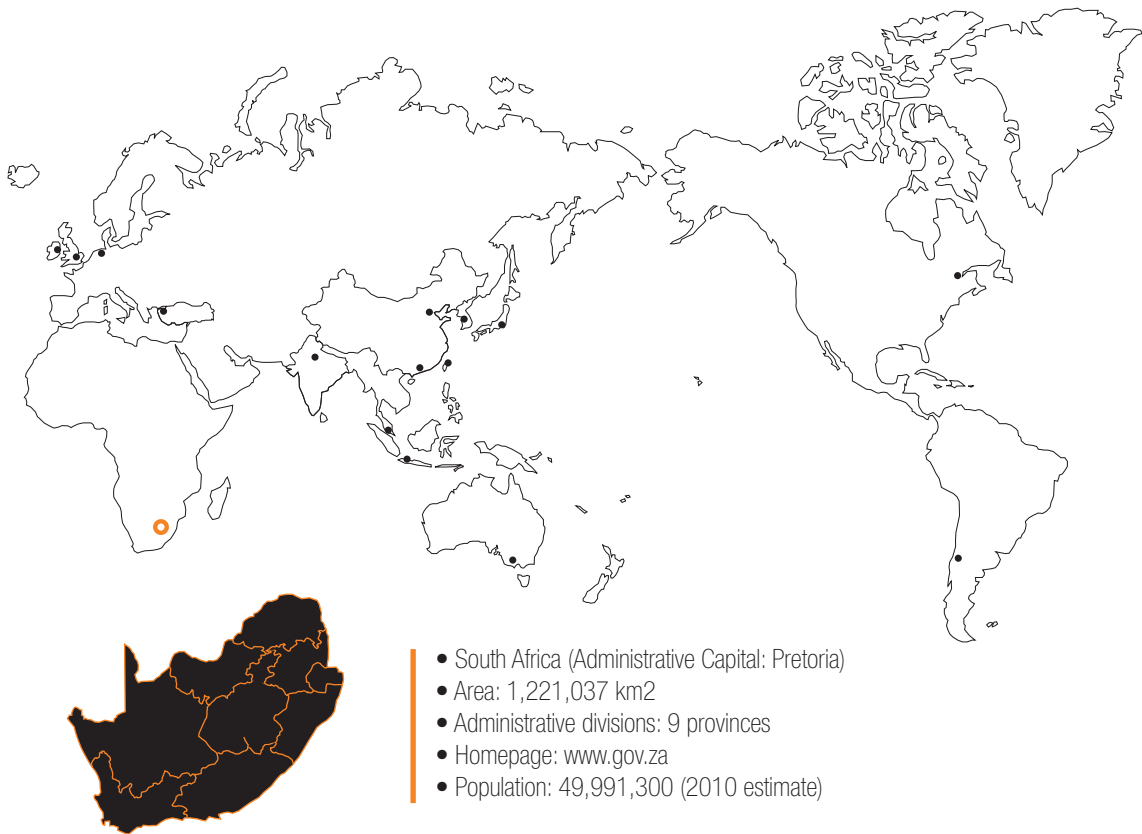 • South Africa (Administrative Capital: Pretoria)
• Area: 1,221,037 km2
• Administrative divisions: 9 provinces
• Homepage: www.gov.za
• Population: 49,991,300 (2010 estimate)